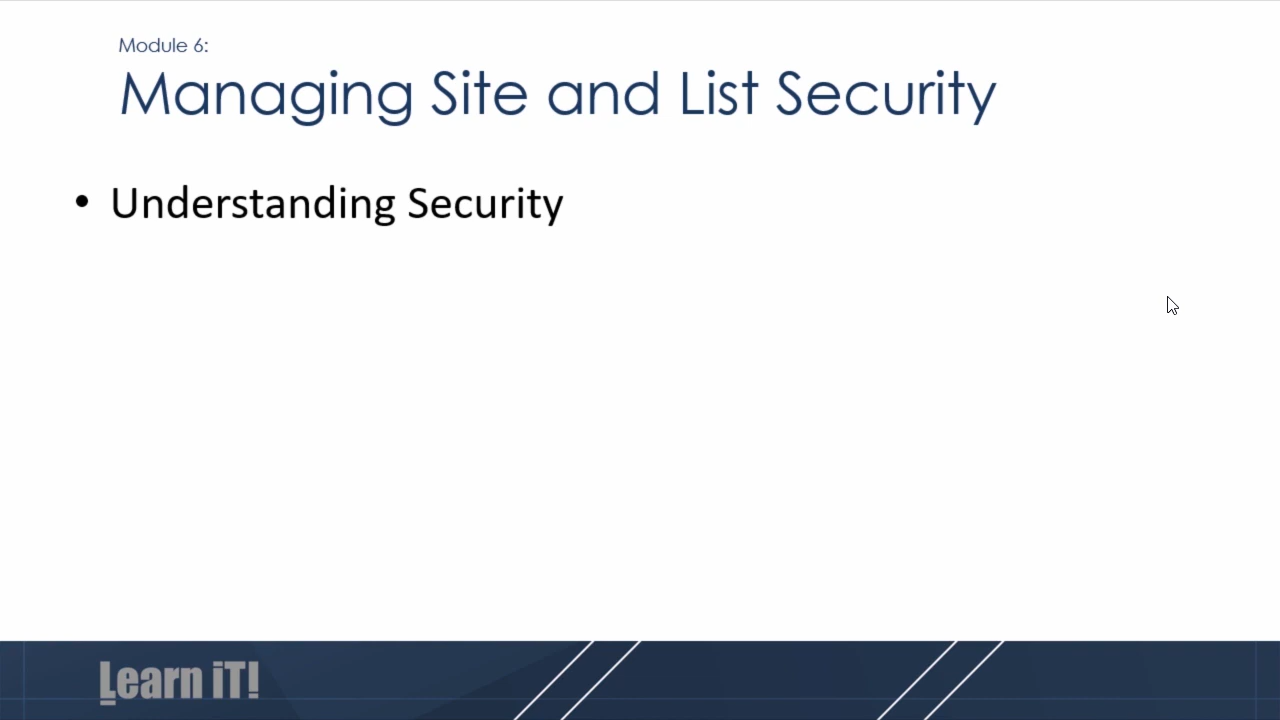 Module 6:
Managing Site and List Security
• Understanding Security
Learn iT!